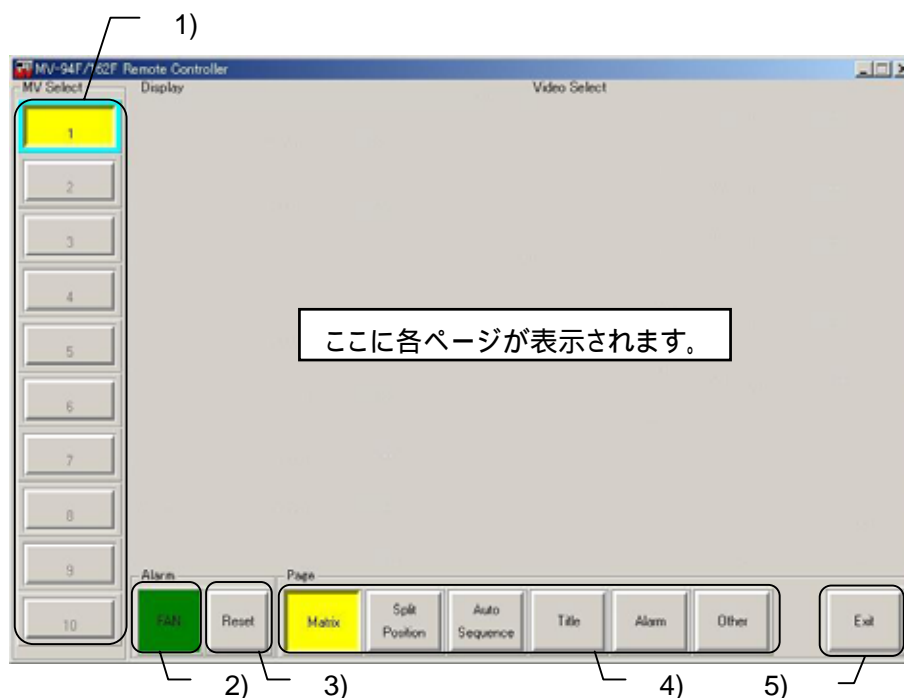 1)
MV-94F/162F Remote Controller
MV Select
Display
Video Select
1
2
3
4
5
6
7
8
9
10
ここに各ページが表示されます。
Alarm
Page
FAN
Reset
Matrix
Split
Position
Auto
Sequence
Title
Alarm
Other
Exit
2)
3)
4)
5)